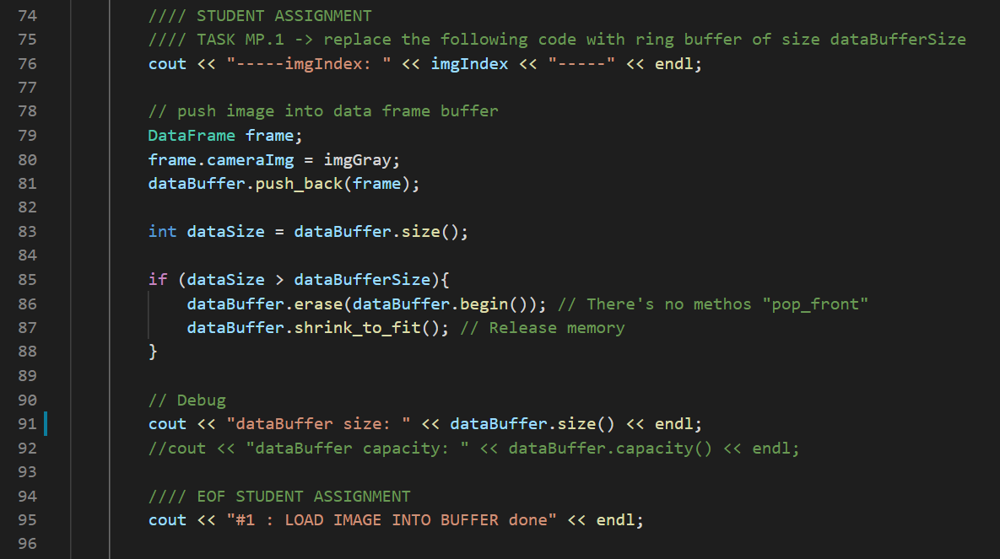 74 //// STUDENT ASSIGNMENT
75 //// TASK MP.1 -> replace the following code with ring buffer of size dataBufferSize
76 cout << "-----imgIndex: " << imgIndex << "-----" << endl;
77
78 // push image into data frame buffer
79 DataFrame frame;
80 frame.cameraImg = imgGray;
81 dataBuffer.push_back(frame);
82
83 int dataSize = dataBuffer.size();
84
85 if (dataSize > dataBufferSize){
86 dataBuffer.erase(dataBuffer.begin()); // There's no methos "pop_front"
87 dataBuffer.shrink_to_fit(); // Release memory
88 }
89
90 // Debug
91 cout << "dataBuffer size: " << dataBuffer.size() << endl;
92 //cout << "dataBuffer capacity: " << dataBuffer.capacity() << endl;
93
94 //// EOF STUDENT ASSIGNMENT
95 cout << "#1 : LOAD IMAGE INTO BUFFER done" << endl;
96